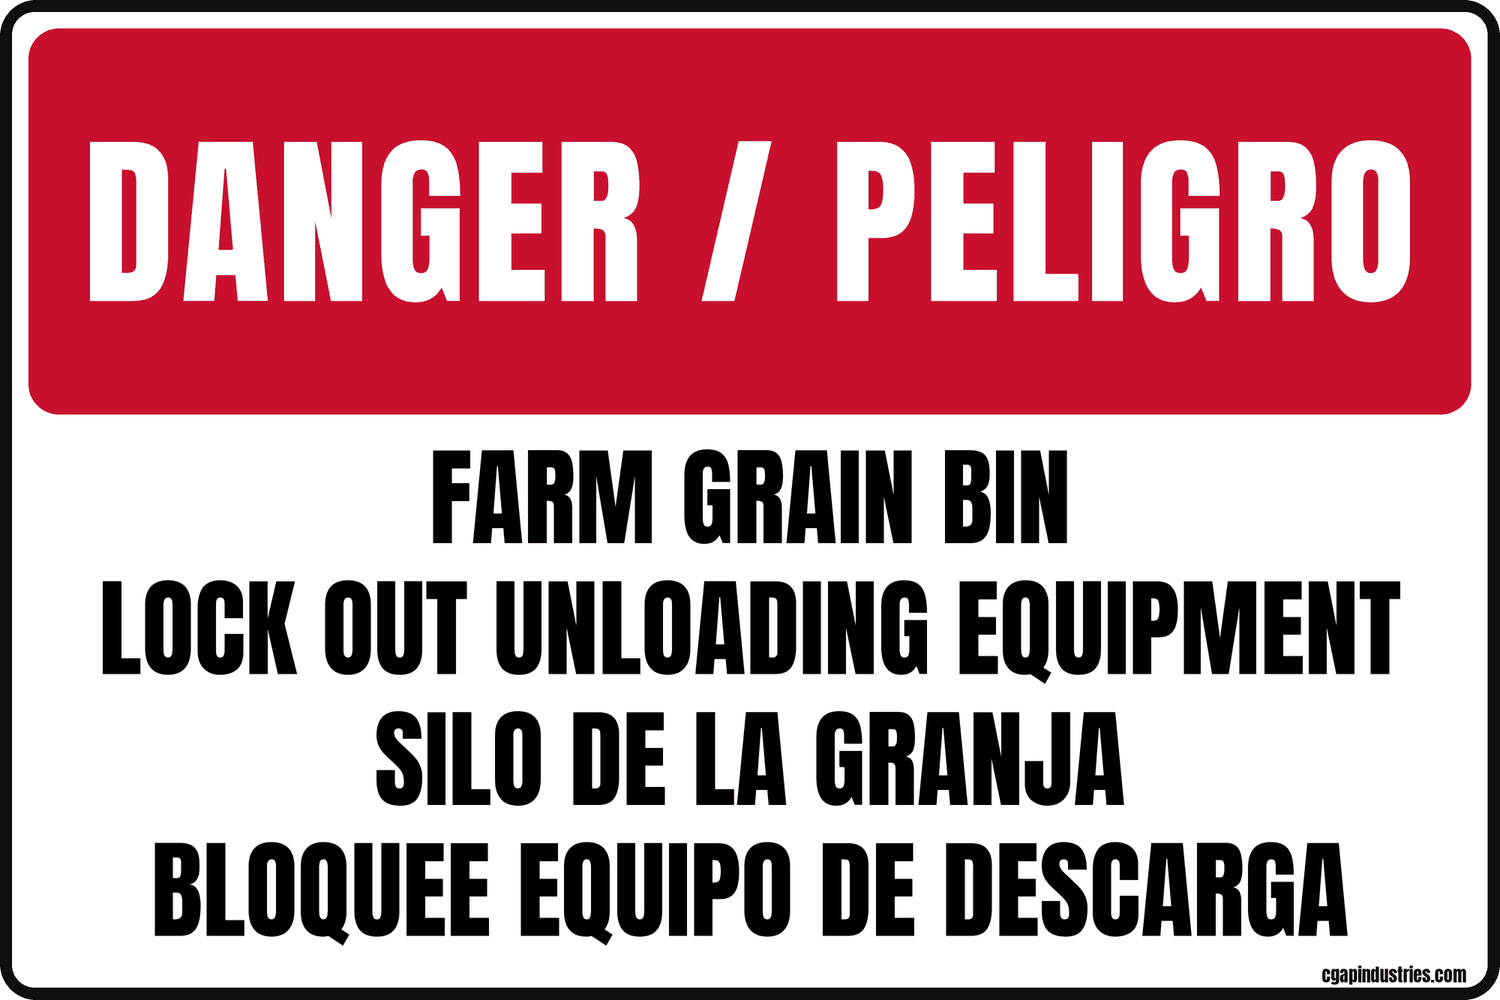 DANGER / PELIGRO
FARM GRAIN BIN
LOCK OUT UNLOADING EQUIPMENT
SILO DE LA GRANJA
BLOQUEE EQUIPO DE DESCARGA
cgapindustries.com